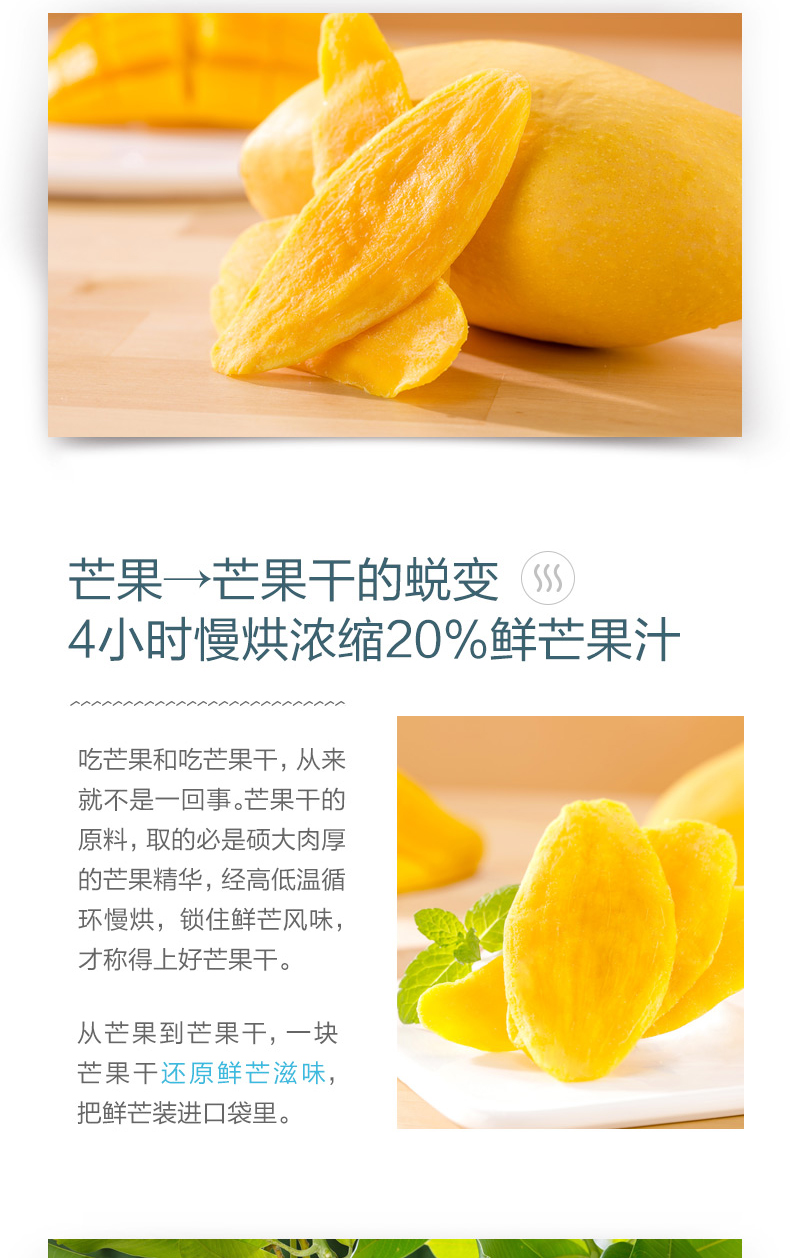 芒果→芒果干的蜕变
4小时慢烘浓缩20%鲜芒果汁
吃芒果和吃芒果干,从来
就不是一回事。芒果干的
原料,取的必是硕大肉厚
的芒果精华,经高低温循
环慢烘,锁住鲜芒风味,
才称得上好芒果干。
从芒果到芒果干,一块
芒果干还原鲜芒滋味,
把鲜芒装进口袋里。